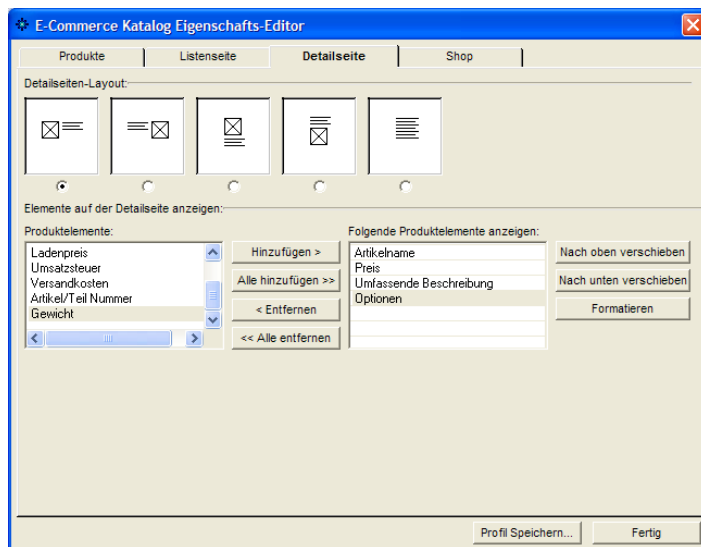 E-Commerce Katalog Eigenschafts-Editor
Produkte
Listenseite
Detailseite
Shop
Detailseiten-Layout:
Elemente auf der Detailseite anzeigen:
Produktelemente:
Folgende Produktelemente anzeigen:
Ladenpreis
Umsatzsteuer
Versandkosten
Artikel/Teil Nummer
Gewicht
Hinzufügen >
Alle hinzufügen >>
< Entfernen
<< Alle entfernen
Artikelname
Preis
Umfassende Beschreibung
Optionen
Nach oben verschieben
Nach unten verschieben
Formatieren
Profil Speichern...
Fertig